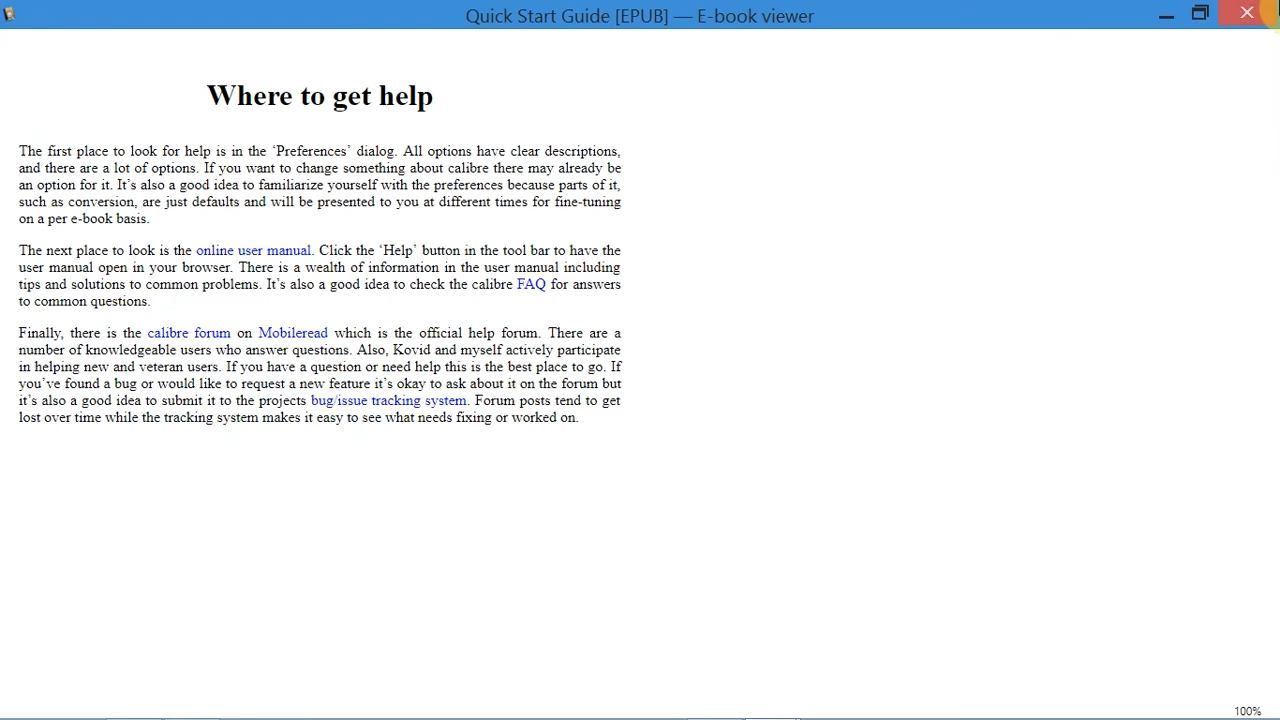 Quick Start Guide [EPUB] — E-book viewer
Where to get help
The first place to look for help is in the ‘Preferences’ dialog. All options have clear descriptions,
and there are a lot of options. If you want to change something about calibre there may already be
an option for it. It’s also a good idea to familiarize yourself with the preferences because parts of it,
such as conversion, are just defaults and will be presented to you at different times for fine-tuning
on a per e-book basis.
The next place to look is the online user manual. Click the ‘Help’ button in the tool bar to have the
user manual open in your browser. There is a wealth of information in the user manual including
tips and solutions to common problems. It’s also a good idea to check the calibre FAQ for answers
to common questions.
Finally, there is the calibre forum on Mobileread which is the official help forum. There are a
number of knowledgeable users who answer questions. Also, Kovid and myself actively participate
in helping new and veteran users. If you have a question or need help this is the best place to go. If
you’ve found a bug or would like to request a new feature it’s okay to ask about it on the forum but
it’s also a good idea to submit it to the projects bug/issue tracking system. Forum posts tend to get
lost over time while the tracking system makes it easy to see what needs fixing or worked on.
100%